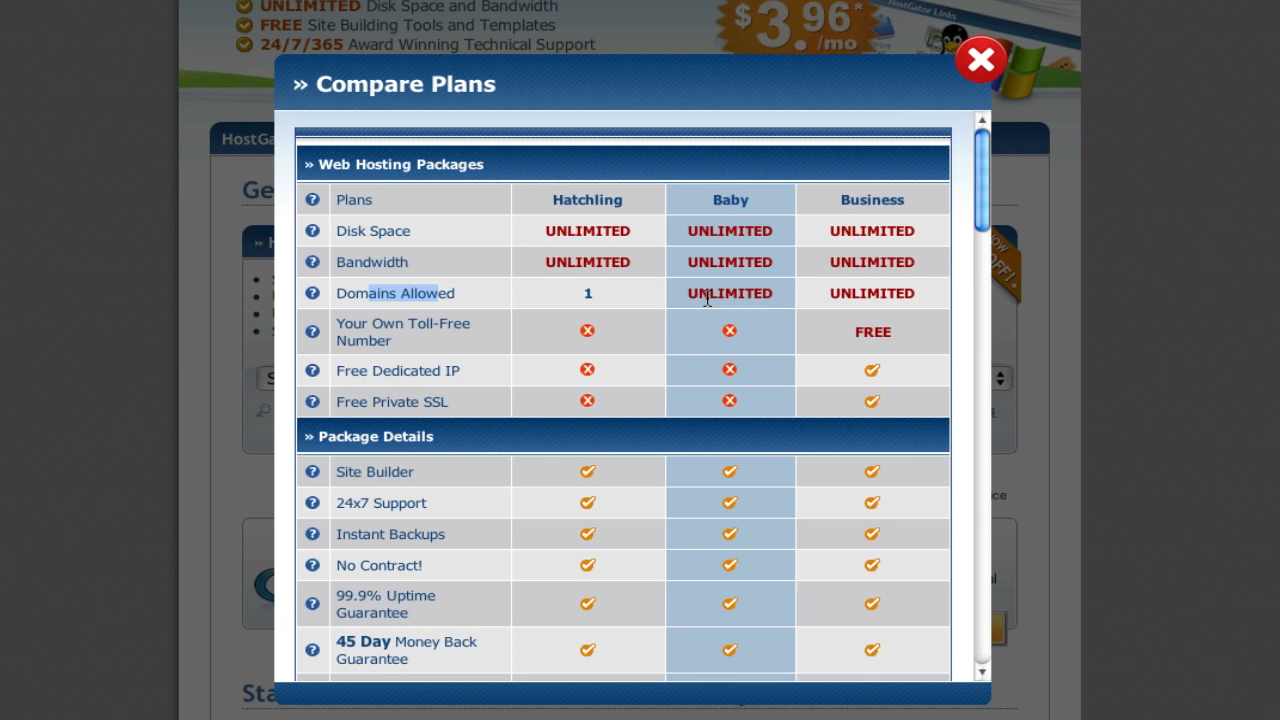 UNLIMITED Disk Space and Bandwidth
FREE Site Building Tools and Templates
24/7/365 Award Winning Technical Support
$3.96*
/mo
HostGator Links
» Compare Plans
» Web Hosting Packages
Plans Hatchling Baby Business
Disk Space UNLIMITED UNLIMITED UNLIMITED
Bandwidth UNLIMITED UNLIMITED UNLIMITED
Domains Allowed 1 UNLIMITED UNLIMITED
Your Own Toll-Free
Number
FREE
Free Dedicated IP
Free Private SSL
» Package Details
Site Builder
24x7 Support
Instant Backups
No Contract!
99.9% Uptime
Guarantee
45 Day Money Back
Guarantee